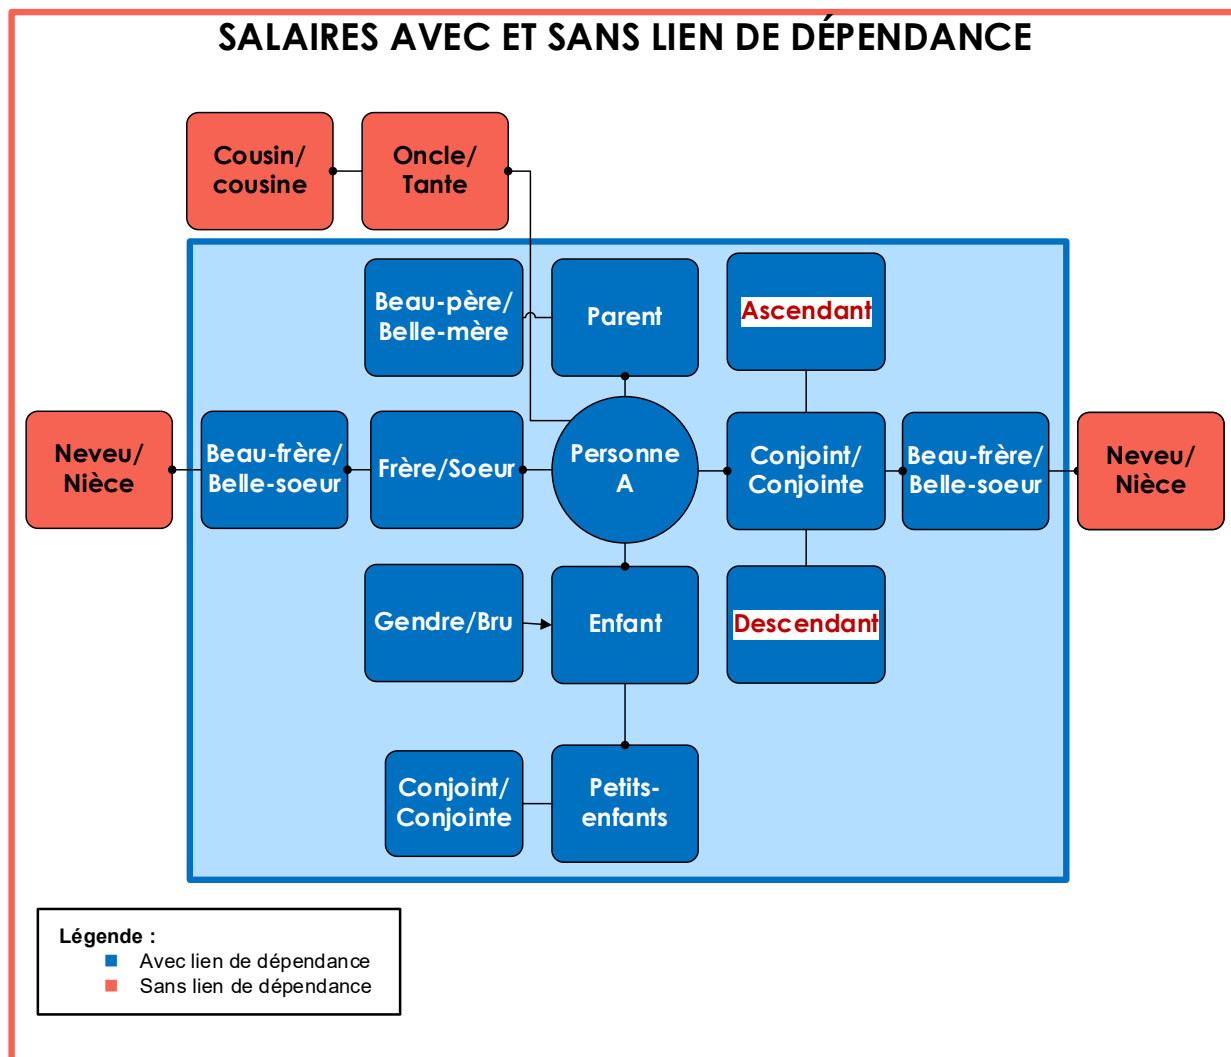 SALAIRES AVEC ET SANS LIEN DE DÉPENDANCE
Cousin/
cousine
Oncle/
Tante
Beau-père/
Belle-mère
Parent
Ascendant
Neveu/
Nièce
Beau-frère/
Belle-soeur
Frère/Soeur
Personne
A
Conjoint/
Conjointe
Beau-frère/
Belle-soeur
Neveu/
Nièce
Gendre/Bru
Enfant
Descendant
Conjoint/
Conjointe
Petits-
enfants
Légende :
Avec lien de dépendance
Sans lien de dépendance